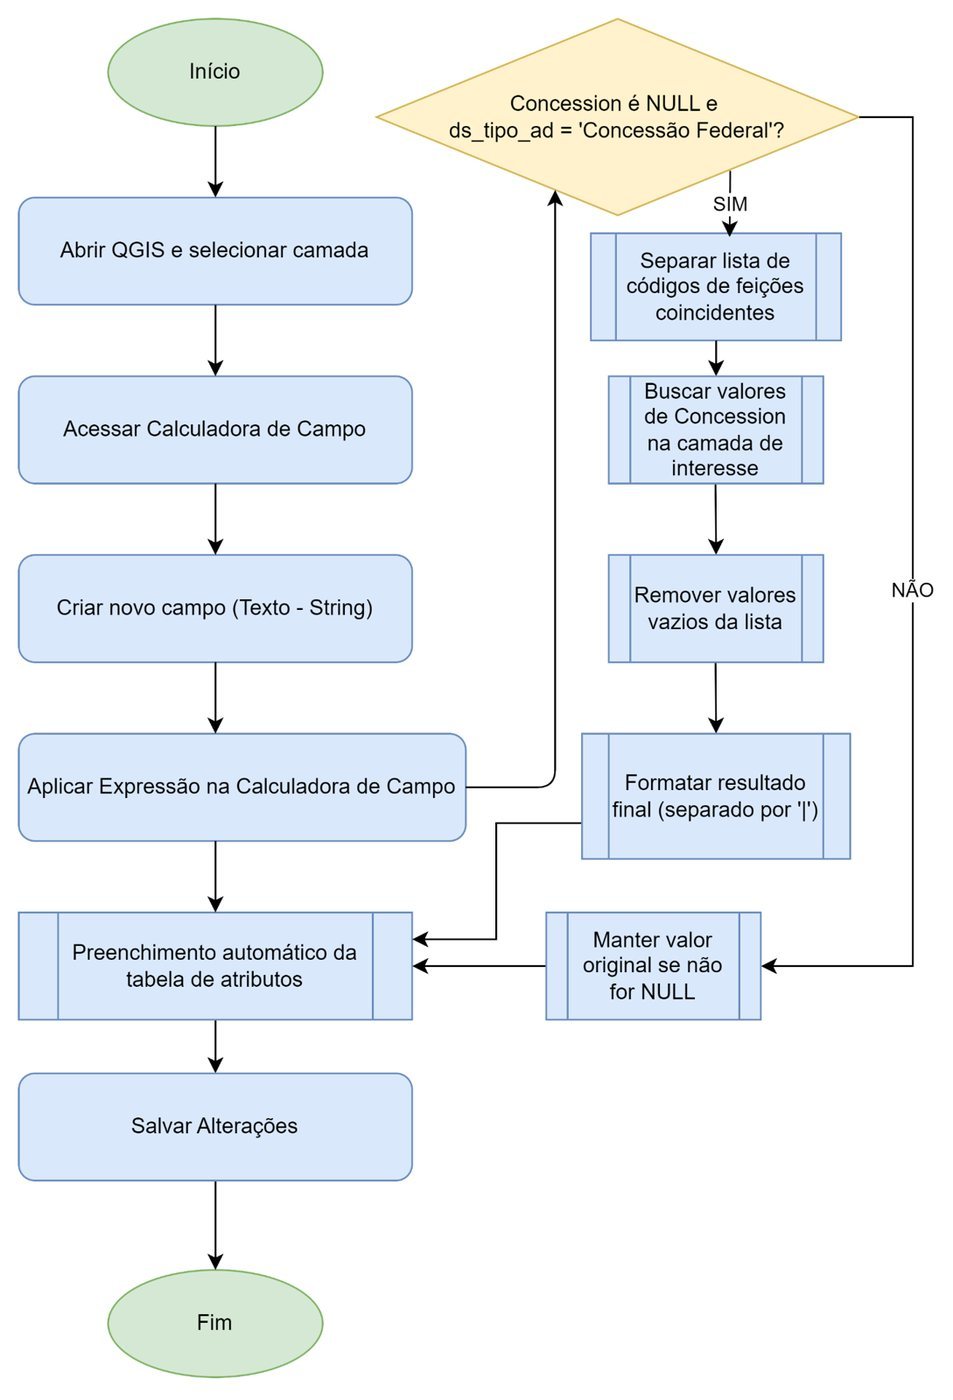 Início
Abrir QGIS e selecionar camada
Acessar Calculadora de Campo
Criar novo campo (Texto - String)
Aplicar Expressão na Calculadora de Campo
Concession é NULL e
ds_tipo_ad = 'Concessão Federal'?
SIM
Separar lista de
códigos de feições
coincidentes
Buscar valores
de Concession
na camada de
interesse
Remover valores
vazios da lista
Formatar resultado
final (separado por '|')
NÃO
Manter valor
original se não
for NULL
Preenchimento automático da
tabela de atributos
Salvar Alterações
Fim